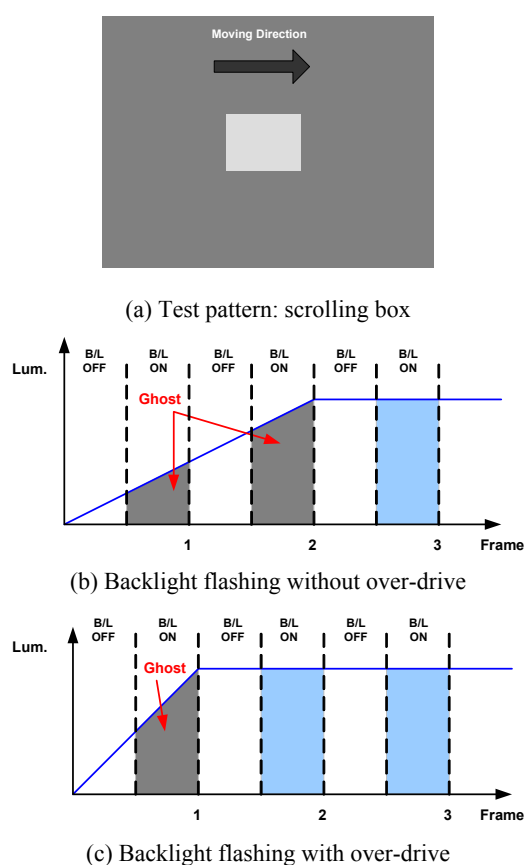 Moving Direction
(a) Test pattern: scrolling box
B/L B/L B/L B/L B/L B/L
OFF ON OFF ON OFF ON
Lum.
Ghost
1 2 3 Frame
(b) Backlight flashing without over-drive
B/L B/L B/L B/L B/L B/L
OFF ON OFF ON OFF ON
Lum.
Ghost
1 2 3 Frame
(c) Backlight flashing with over-drive